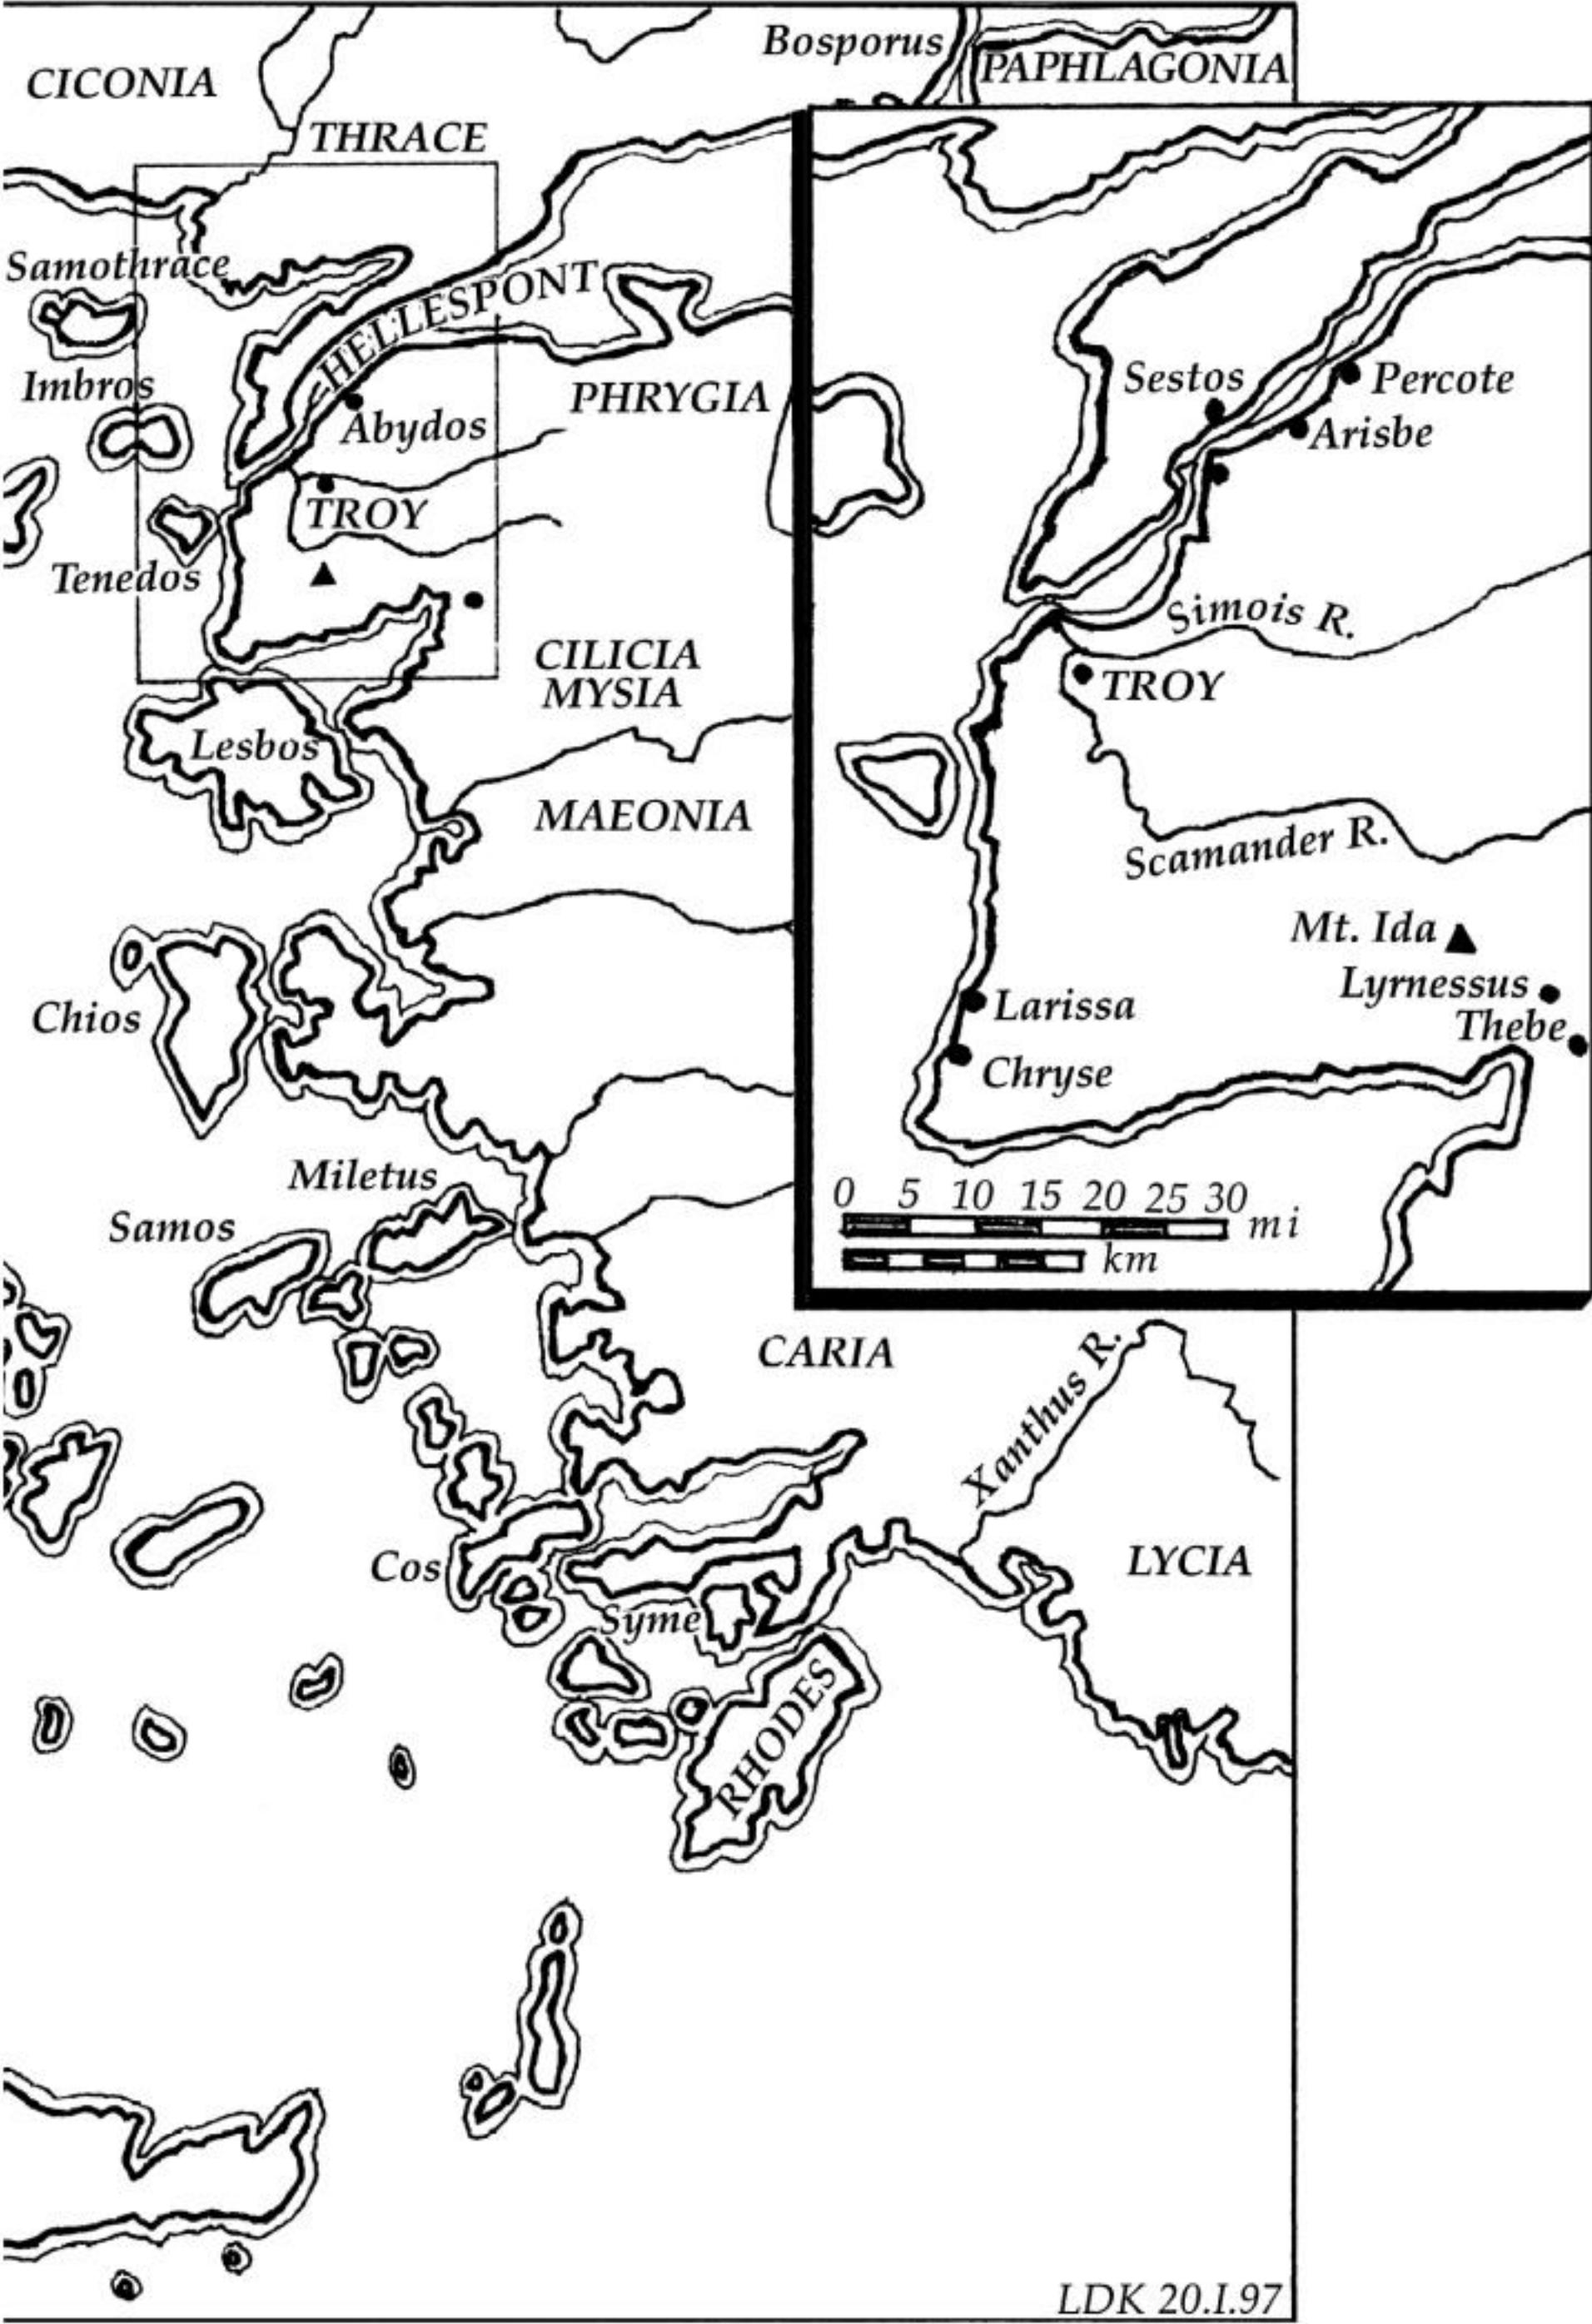 Bosporus
PAPHLAGONIA
CICONIA
THRACE
Samothrace
HELLESPONT
Imbros
PHRYGIA
Abydos
TROY
Tenedos
CILICIA
MYSIA
Lesbos
MAEONIA
Chios
Miletus
Samos
CARIA
Xanthus R.
Cos
LYCIA
Syme
RHODES
Sestos
Percote
Arisbe
Simois R.
TROY
Scamander R.
Mt. Ida
Lyrnessus
Thebe
Larissa
Chryse
0 5 10 15 20 25 30
mi
km
LDK 20.I.97